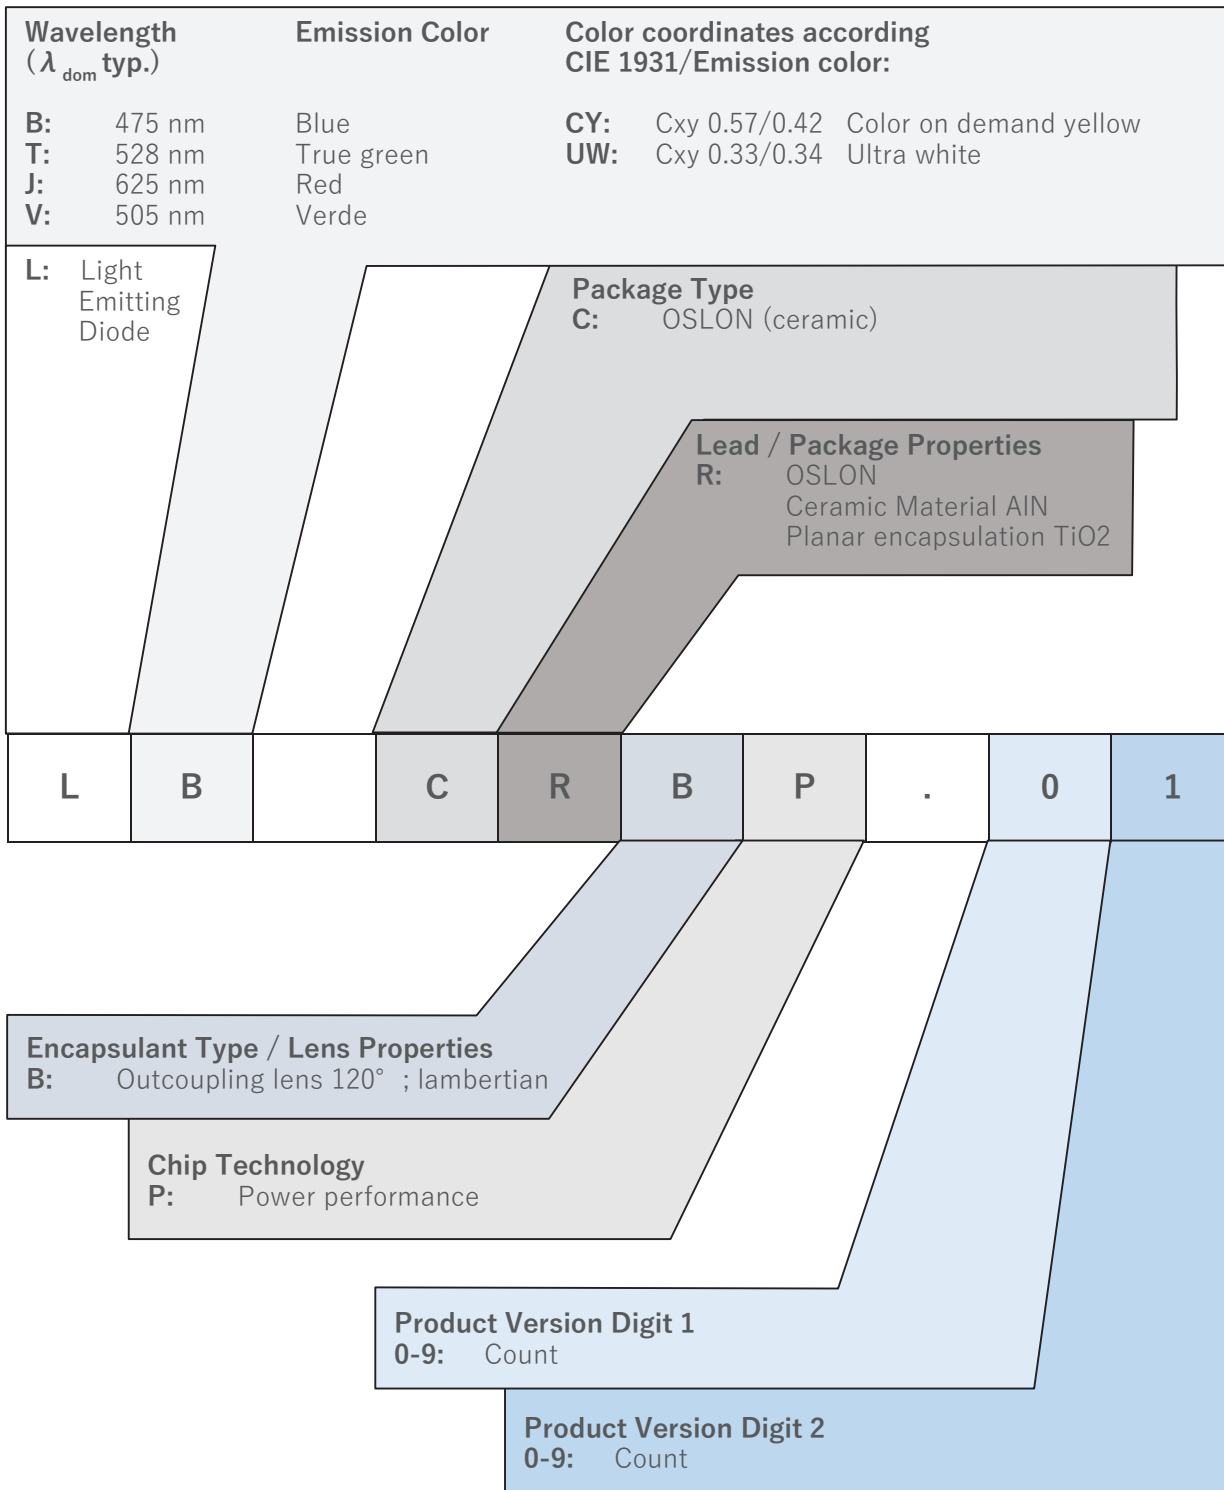 Wavelength Emission Color Color coordinates according
(λ dom typ.) CIE 1931/Emission color:
B: 475 nm Blue CY: Cxy 0.57/0.42 Color on demand yellow
T: 528 nm True green UW: Cxy 0.33/0.34 Ultra white
J: 625 nm Red
V: 505 nm Verde
L: Light
Emitting
Diode
Package Type
C: OSLON (ceramic)
Lead / Package Properties
R: OSLON
Ceramic Material AlN
Planar encapsulation TiO2
L B C R B P . 0 1
Encapsulant Type / Lens Properties
B: Outcoupling lens 120° ; lambertian
Chip Technology
P: Power performance
Product Version Digit 1
0-9: Count
Product Version Digit 2
0-9: Count